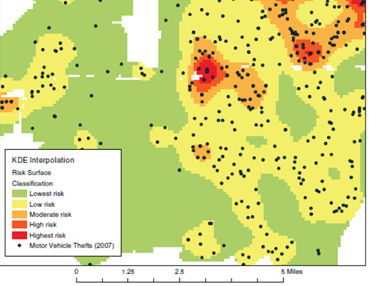 KDE Interpolation
Risk Surface
Classification
Lowest risk
Low risk
Moderate risk
High risk
Highest risk
Motor Vehicle Thefts (2007)
0 1.25 2.5 5 Miles